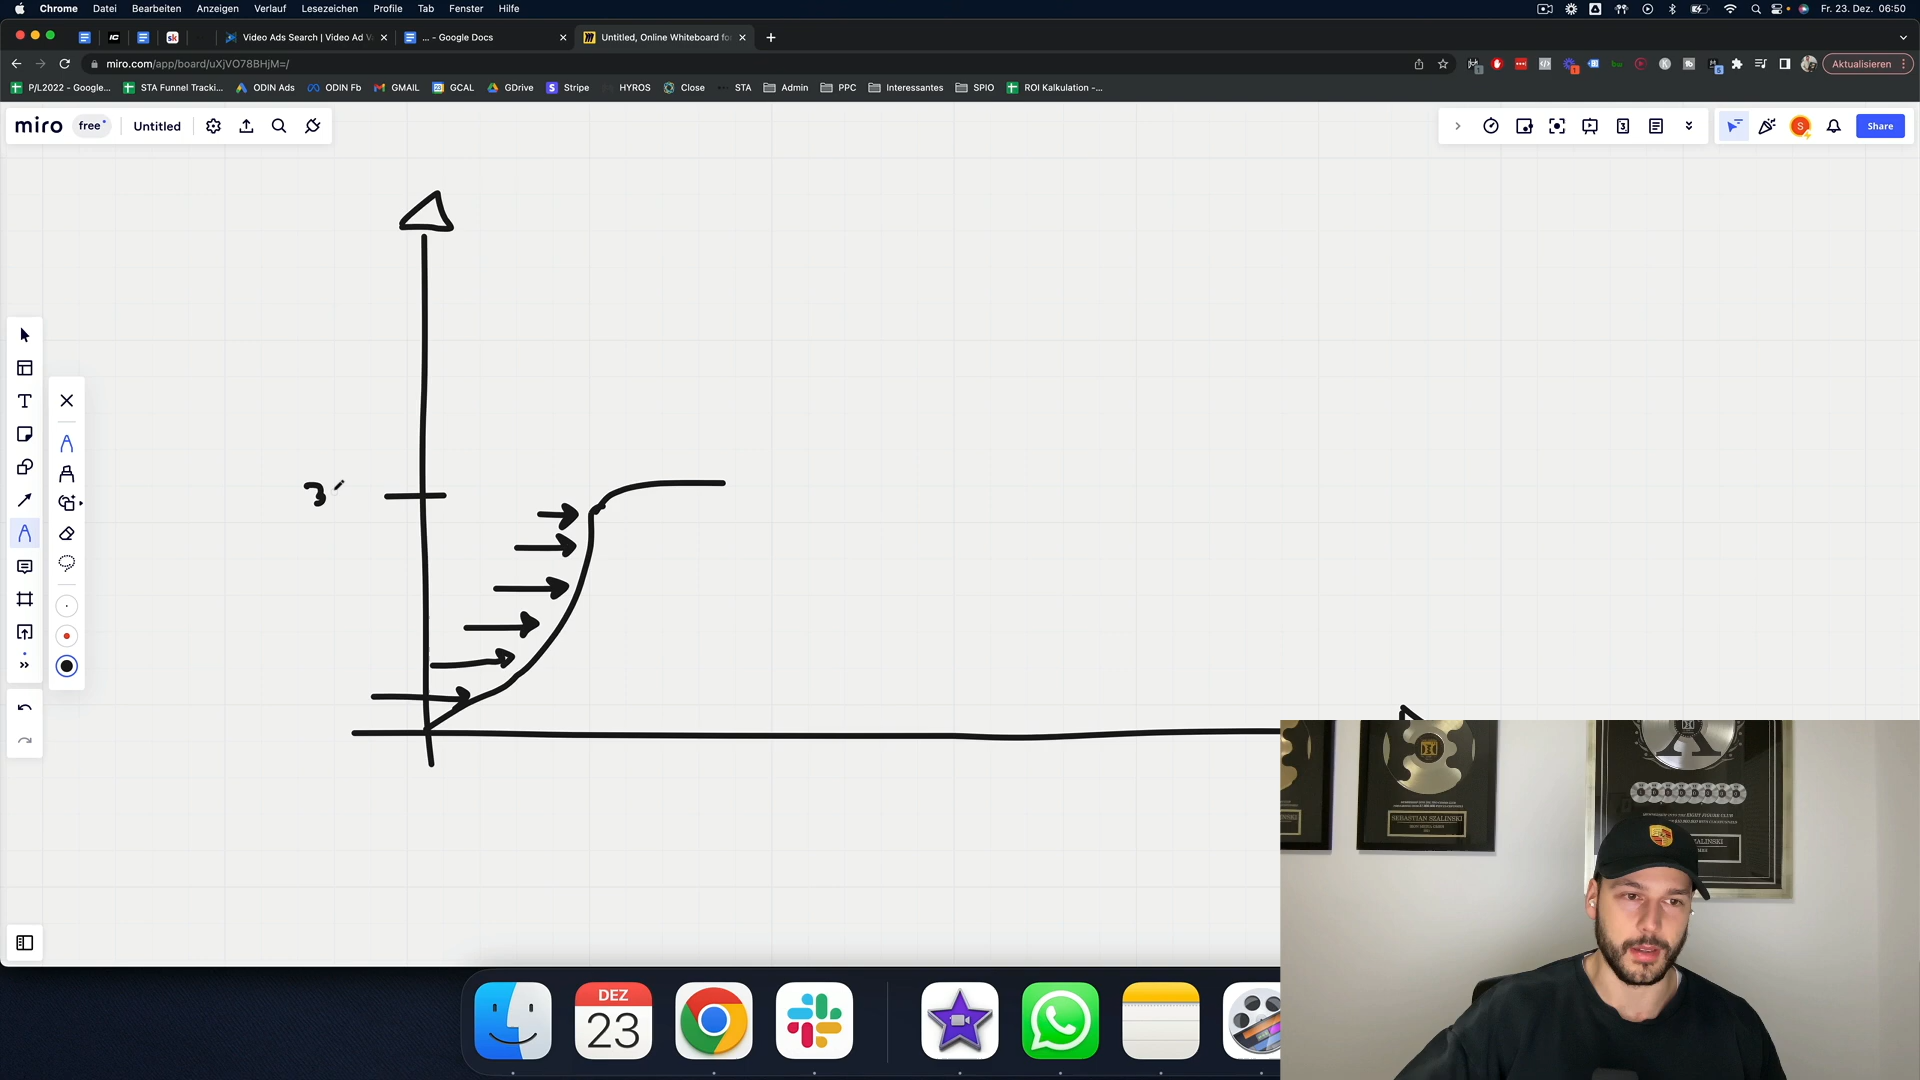 Chrome Datei Bearbeiten Anzeigen Verlauf Lesezeichen Profile Tab Fenster Hilfe Fr. 23. Dez. 06:50
Video Ads Search | Video Ad V ... - Google Docs Untitled, Online Whiteboard fo
miro.com/app/board/uXjVO78BHjM=/ Aktualisieren
P/L2022 - Google... STA Funnel Tracki... ODIN Ads ODIN Fb GMAIL GCAL GDrive Stripe HYROS Close STA Admin PPC Interessantes SPIO ROI Kalkulation -...
miro free Untitled Share
3
DEZ
23
SEBASTIAN SZALINSKI